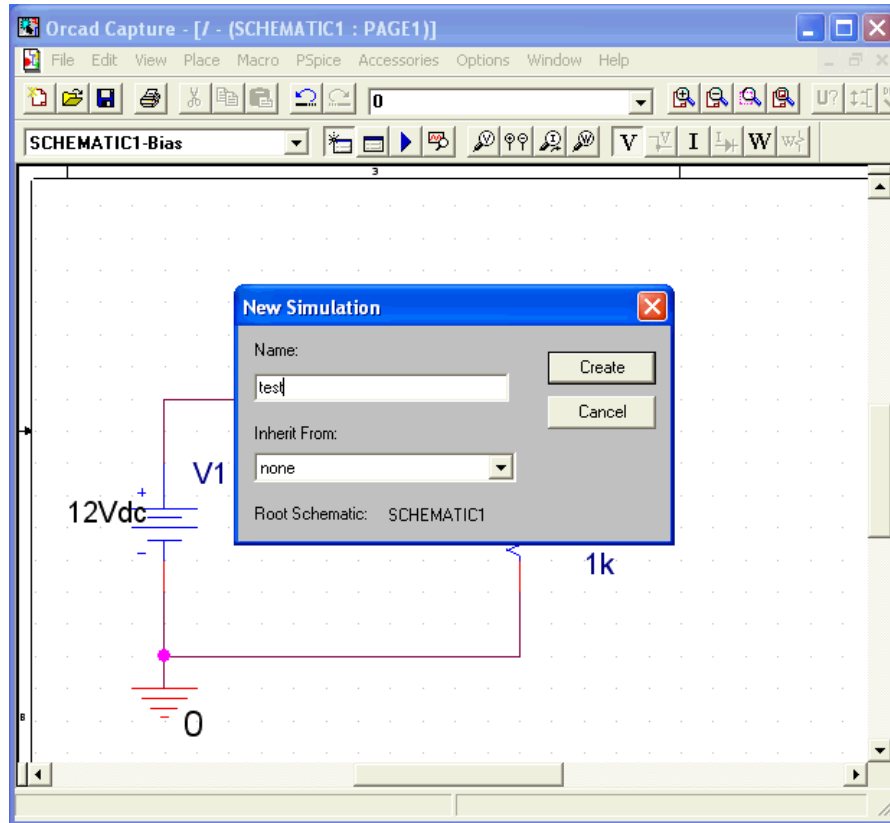 Orcad Capture - [/ - (SCHEMATIC1 : PAGE1)]
File Edit View Place Macro PSpice Accessories Options Window Help
0
U?
SCHEMATIC1-Bias
V I W
3
New Simulation
Name:
test
Create
Cancel
Inherit From:
none
Root Schematic: SCHEMATIC1
V1
12Vdc
+
-
1k
0
B